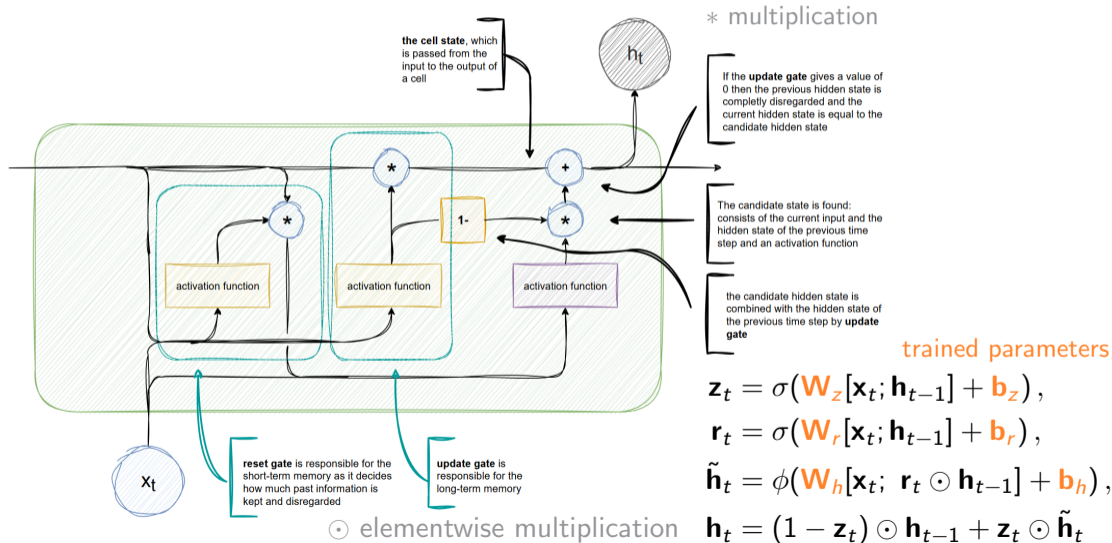 ∗ multiplication
the cell state, which
is passed from the
input to the output of
a cell
h_t
If the update gate gives a value of
0 then the previous hidden state is
completly disregarded and the
current hidden state is equal to the
candidate hidden state
*
+
*
1-
*
The candidate state is found:
consists of the current input and the
hidden state of the previous time
step and an activation function
activation function
activation function
activation function
the candidate hidden state is
combined with the hidden state of
the previous time step by update
gate
trained parameters
z_t = σ(W_z[x_t; h_{t−1}] + b_z) ,
r_t = σ(W_r[x_t; h_{t−1}] + b_r) ,
h̃_t = ϕ(W_h[x_t; r_t ⊙ h_{t−1}] + b_h) ,
h_t = (1 − z_t) ⊙ h_{t−1} + z_t ⊙ h̃_t
x_t
reset gate is responsible for the
short-term memory as it decides
how much past information is
kept and disregarded
update gate is
responsible for the
long-term memory
⊙ elementwise multiplication